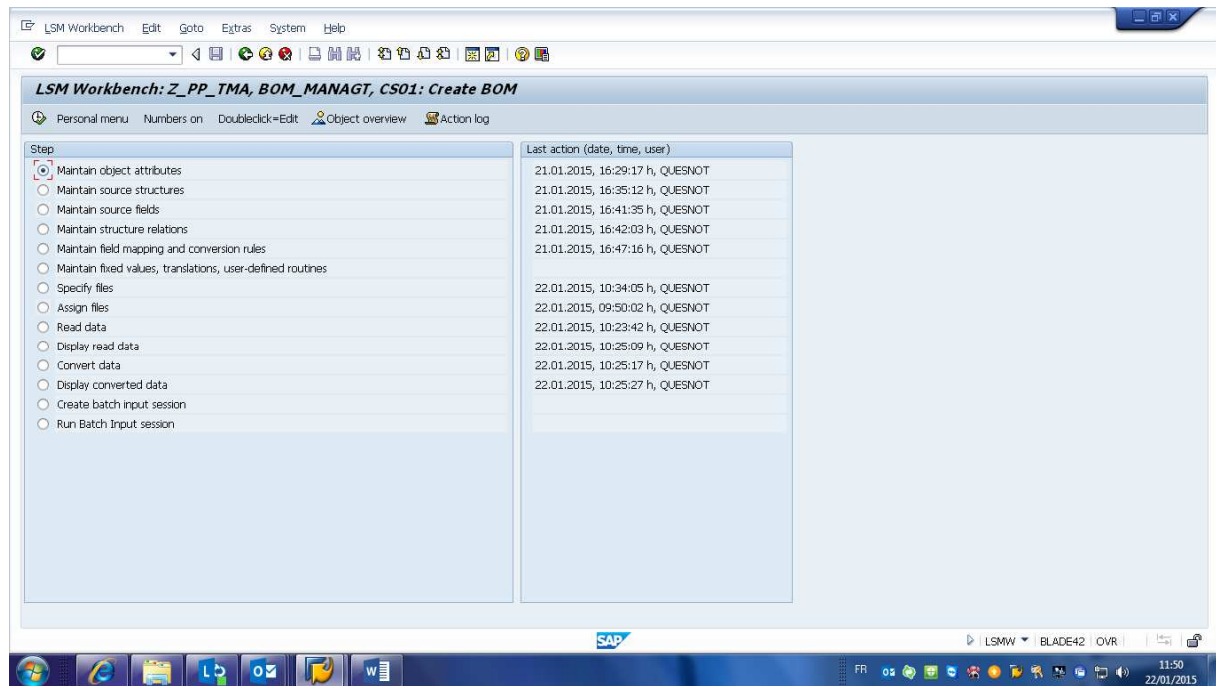 LSM Workbench Edit Goto Extras System Help
LSM Workbench: Z_PP_TMA, BOM_MANAGT, CS01: Create BOM
Personal menu Numbers on Doubleclick=Edit Object overview Action log
Step Last action (date, time, user)
Maintain object attributes 21.01.2015, 16:29:17 h, QUESNOT
Maintain source structures 21.01.2015, 16:35:12 h, QUESNOT
Maintain source fields 21.01.2015, 16:41:35 h, QUESNOT
Maintain structure relations 21.01.2015, 16:42:03 h, QUESNOT
Maintain field mapping and conversion rules 21.01.2015, 16:47:16 h, QUESNOT
Maintain fixed values, translations, user-defined routines
Specify files 22.01.2015, 10:34:05 h, QUESNOT
Assign files 22.01.2015, 09:50:02 h, QUESNOT
Read data 22.01.2015, 10:23:42 h, QUESNOT
Display read data 22.01.2015, 10:25:09 h, QUESNOT
Convert data 22.01.2015, 10:25:17 h, QUESNOT
Display converted data 22.01.2015, 10:25:27 h, QUESNOT
Create batch input session
Run Batch Input session
SAP LSMW BLADE42 OVR
FR 11:50
22/01/2015